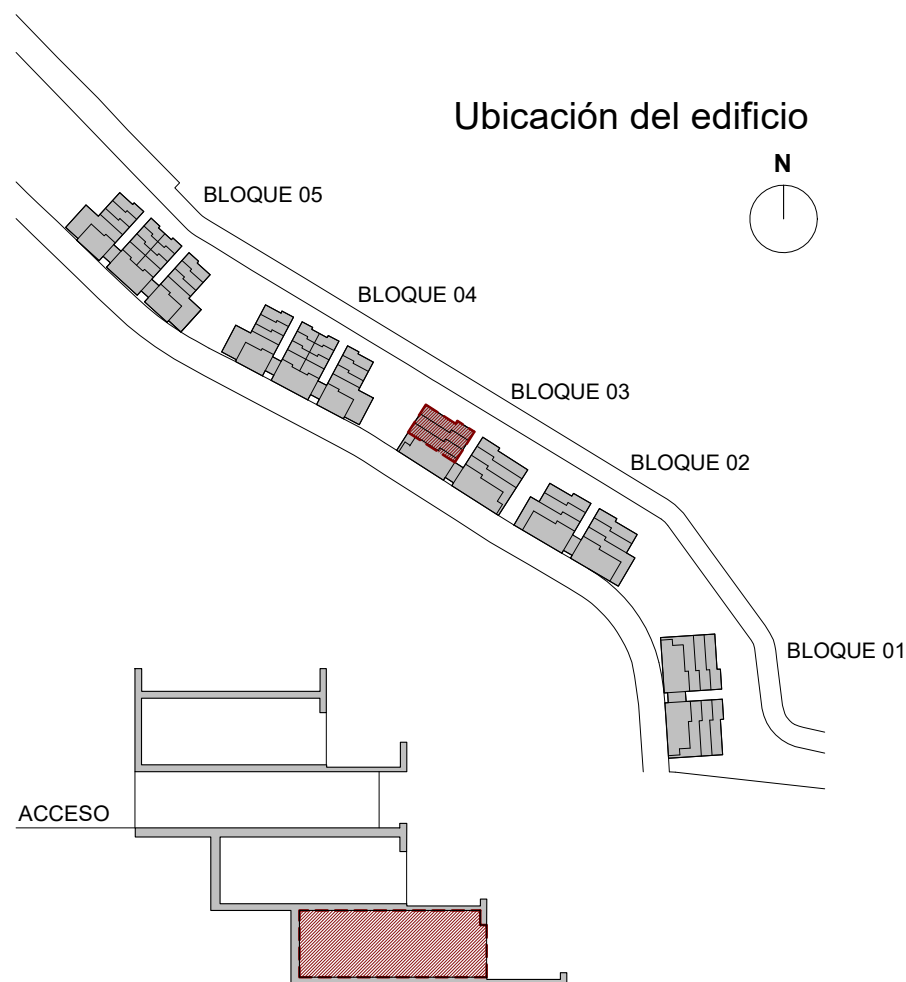 Ubicación del edificio
N
BLOQUE 05
BLOQUE 04
BLOQUE 03
BLOQUE 02
BLOQUE 01
ACCESO